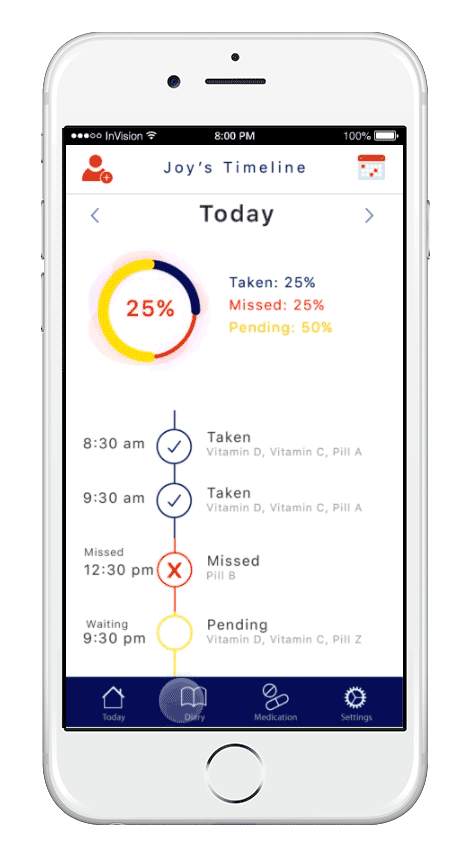 InVision 8:00 PM 100%
Joy's Timeline
Today
25%
Taken: 25%
Missed: 25%
Pending: 50%
8:30 am Taken
Vitamin D, Vitamin C, Pill A
9:30 am Taken
Vitamin D, Vitamin C, Pill A
Missed
12:30 pm Missed
Pill B
Waiting
9:30 pm Pending
Vitamin D, Vitamin C, Pill Z
Today Diary Medication Settings